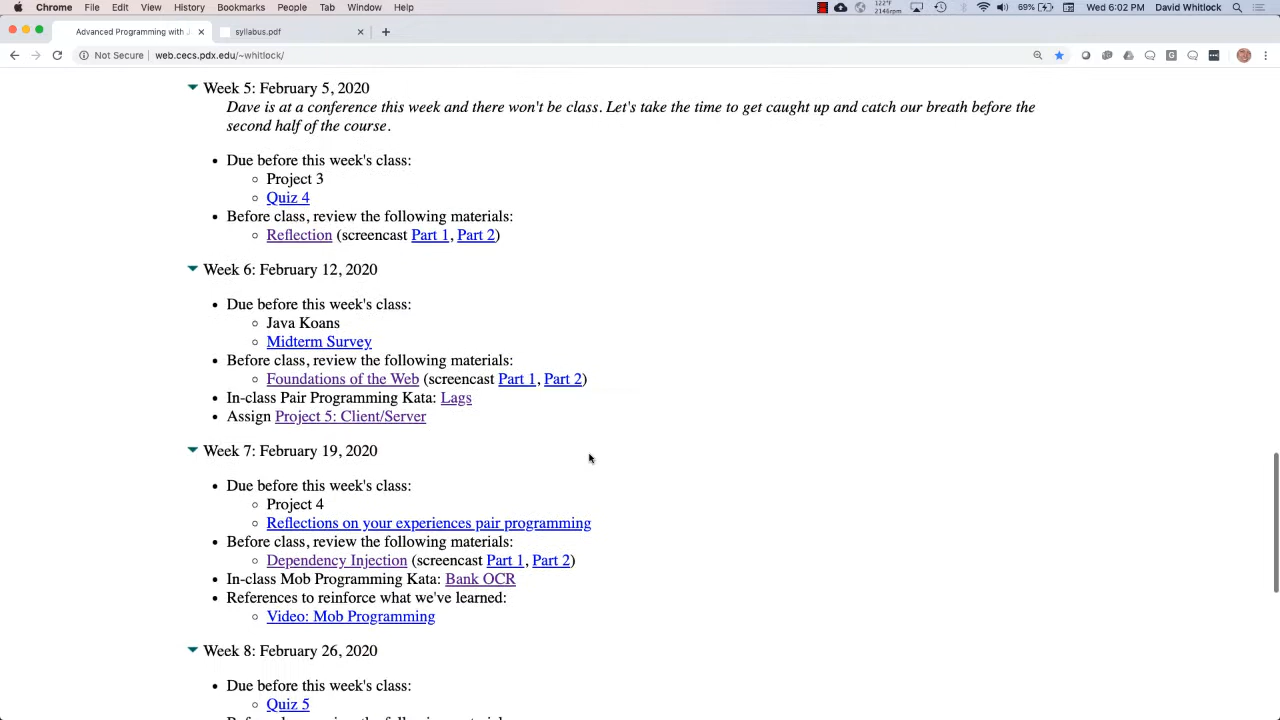 Chrome File Edit View History Bookmarks People Tab Window Help 122°F 2146rpm 69% Wed 6:02 PM David Whitlock
Advanced Programming with syllabus.pdf
Not Secure web.cecs.pdx.edu/~whitlock/
Week 5: February 5, 2020
Dave is at a conference this week and there won't be class. Let's take the time to get caught up and catch our breath before the
second half of the course.
Due before this week's class:
Project 3
Quiz 4
Before class, review the following materials:
Reflection (screencast Part 1, Part 2)
Week 6: February 12, 2020
Due before this week's class:
Java Koans
Midterm Survey
Before class, review the following materials:
Foundations of the Web (screencast Part 1, Part 2)
In-class Pair Programming Kata: Lags
Assign Project 5: Client/Server
Week 7: February 19, 2020
Due before this week's class:
Project 4
Reflections on your experiences pair programming
Before class, review the following materials:
Dependency Injection (screencast Part 1, Part 2)
In-class Mob Programming Kata: Bank OCR
References to reinforce what we've learned:
Video: Mob Programming
Week 8: February 26, 2020
Due before this week's class:
Quiz 5